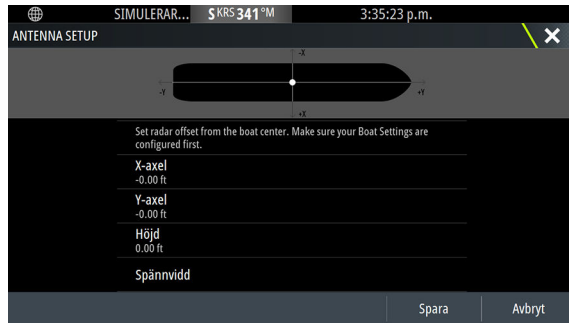 SIMULERAR... S KRS 341°M 3:35:23 p.m.
ANTENNA SETUP
-X
-Y +Y
+X
Set radar offset from the boat center. Make sure your Boat Settings are
configured first.
X-axel
-0.00 ft
Y-axel
-0.00 ft
Höjd
0.00 ft
Spännvidd
Spara Avbryt